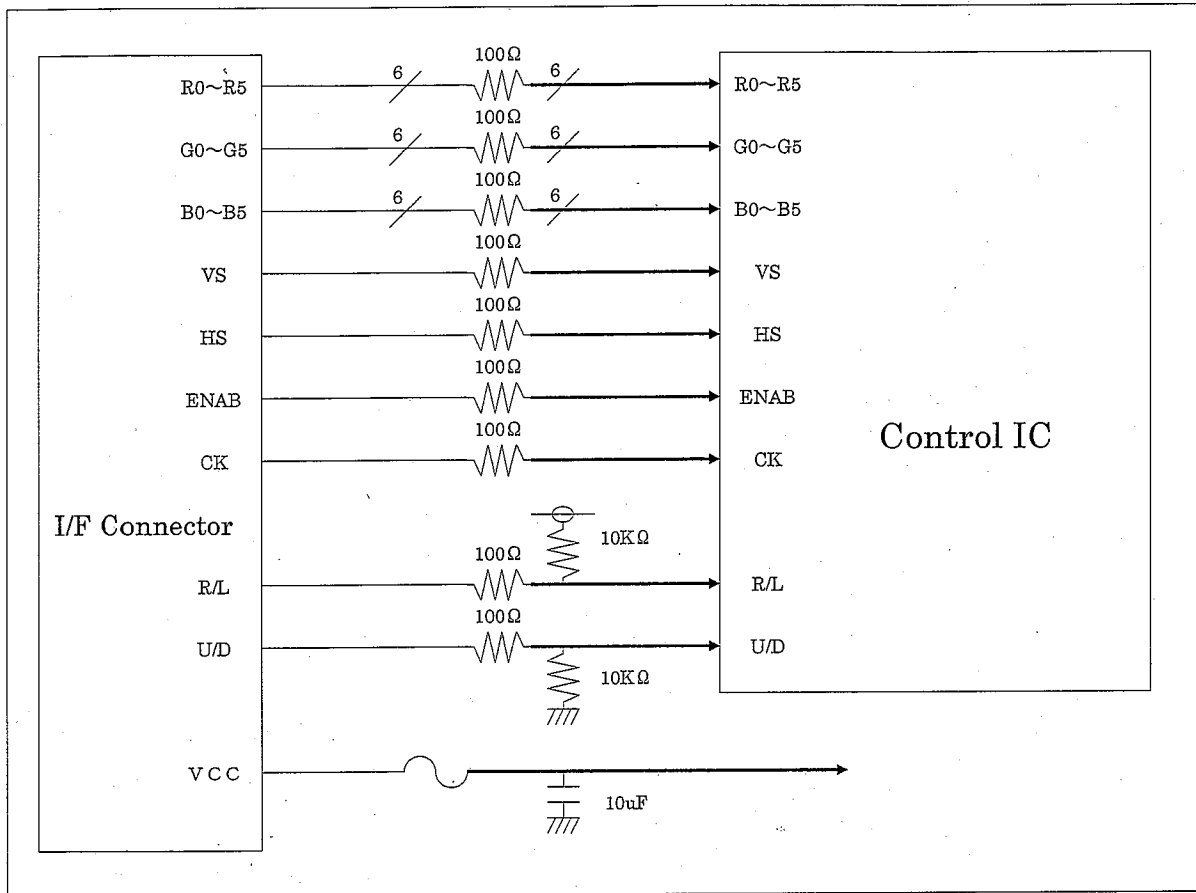 100Ω
R0~R5 6 6 R0~R5
100Ω
G0~G5 6 6 G0~G5
100Ω
B0~B5 6 6 B0~B5
100Ω
VS VS
100Ω
HS HS
100Ω
ENAB ENAB
100Ω
CK CK
Control IC
I/F Connector
10KΩ
100Ω
R/L R/L
100Ω
U/D U/D
10KΩ
VCC
10uF